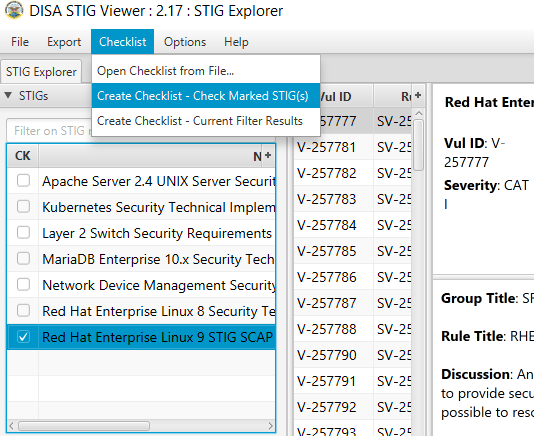 DISA STIG Viewer : 2.17 : STIG Explorer
File Export Checklist Options Help
STIG Explorer
Open Checklist from File...
Create Checklist - Check Marked STIG(s)
Create Checklist - Current Filter Results
STIGs
Filter on STIG
CK N +
Apache Server 2.4 UNIX Server Securit
Kubernetes Security Technical Implem
Layer 2 Switch Security Requirements
MariaDB Enterprise 10.x Security Tech
Network Device Management Security
Red Hat Enterprise Linux 8 Security Te
Red Hat Enterprise Linux 9 STIG SCAP
Vul ID Ru +
57777 SV-25
V-257781 SV-25
V-257782 SV-25
V-257783 SV-25
V-257784 SV-25
V-257785 SV-25
V-257786 SV-25
V-257787 SV-25
V-257788 SV-25
V-257790 SV-25
V-257791 SV-25
V-257792 SV-25
V-257793 SV-25
Red Hat Enter
Vul ID: V-
257777
Severity: CAT
I
Group Title: SR
Rule Title: RHE
Discussion: An
to provide secu
possible to reso